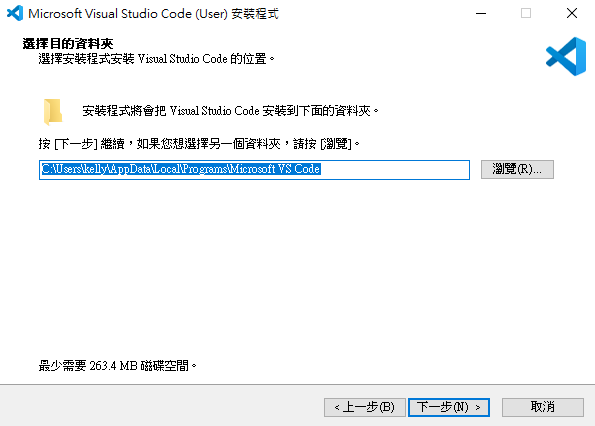 Microsoft Visual Studio Code (User) 安裝程式
選擇目的資料夾
選擇安裝程式安裝 Visual Studio Code 的位置。
安裝程式將會把 Visual Studio Code 安裝到下面的資料夾。
按 [下一步] 繼續，如果您想選擇另一個資料夾，請按 [瀏覽]。
C:\Users\kelly\AppData\Local\Programs\Microsoft VS Code
瀏覽(R)...
最少需要 263.4 MB 磁碟空間。
< 上一步(B) 下一步(N) > 取消